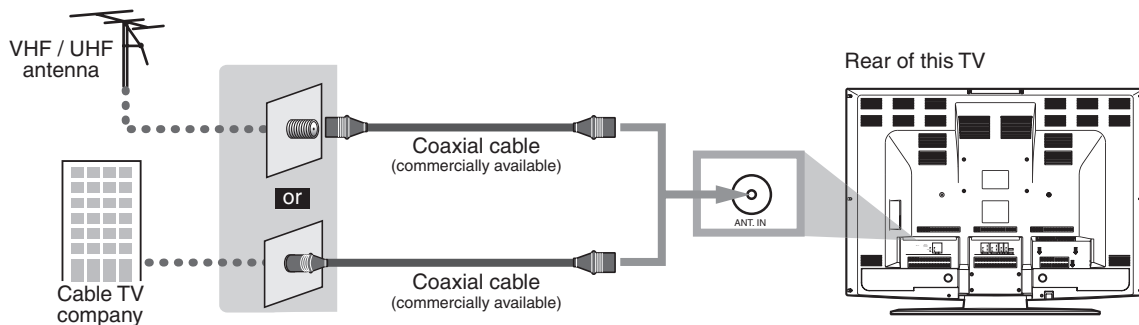 VHF / UHF
antenna
Rear of this TV
Coaxial cable
(commercially available)
or
ANT. IN
Cable TV
company
Coaxial cable
(commercially available)